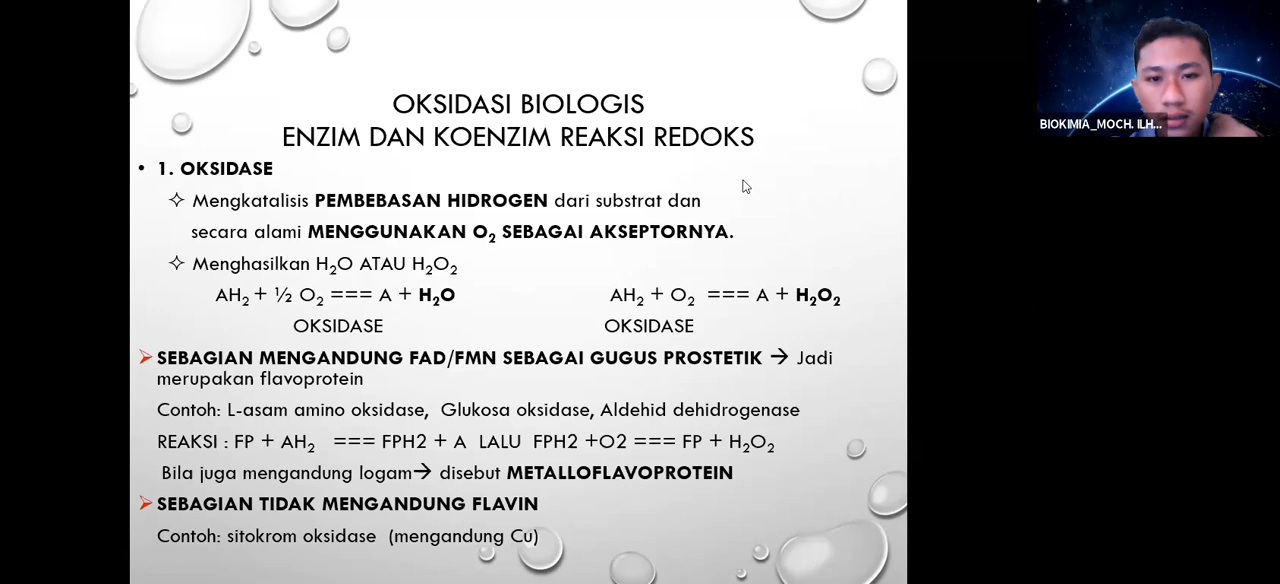 OKSIDASI BIOLOGIS
ENZIM DAN KOENZIM REAKSI REDOKS
• 1. OKSIDASE
✧ Mengkatalisis PEMBEBASAN HIDROGEN dari substrat dan
secara alami MENGGUNAKAN O₂ SEBAGAI AKSEPTORNYA.
✧ Menghasilkan H₂O ATAU H₂O₂
AH₂ + ½ O₂ === A + H₂O AH₂ + O₂ === A + H₂O₂
OKSIDASE OKSIDASE
➢ SEBAGIAN MENGANDUNG FAD/FMN SEBAGAI GUGUS PROSTETIK → Jadi
merupakan flavoprotein
Contoh: L-asam amino oksidase, Glukosa oksidase, Aldehid dehidrogenase
REAKSI : FP + AH₂ === FPH2 + A LALU FPH2 +O2 === FP + H₂O₂
Bila juga mengandung logam→ disebut METALLOFLAVOPROTEIN
➢ SEBAGIAN TIDAK MENGANDUNG FLAVIN
Contoh: sitokrom oksidase (mengandung Cu)
BIOKIMIA_MOCH. ILH...